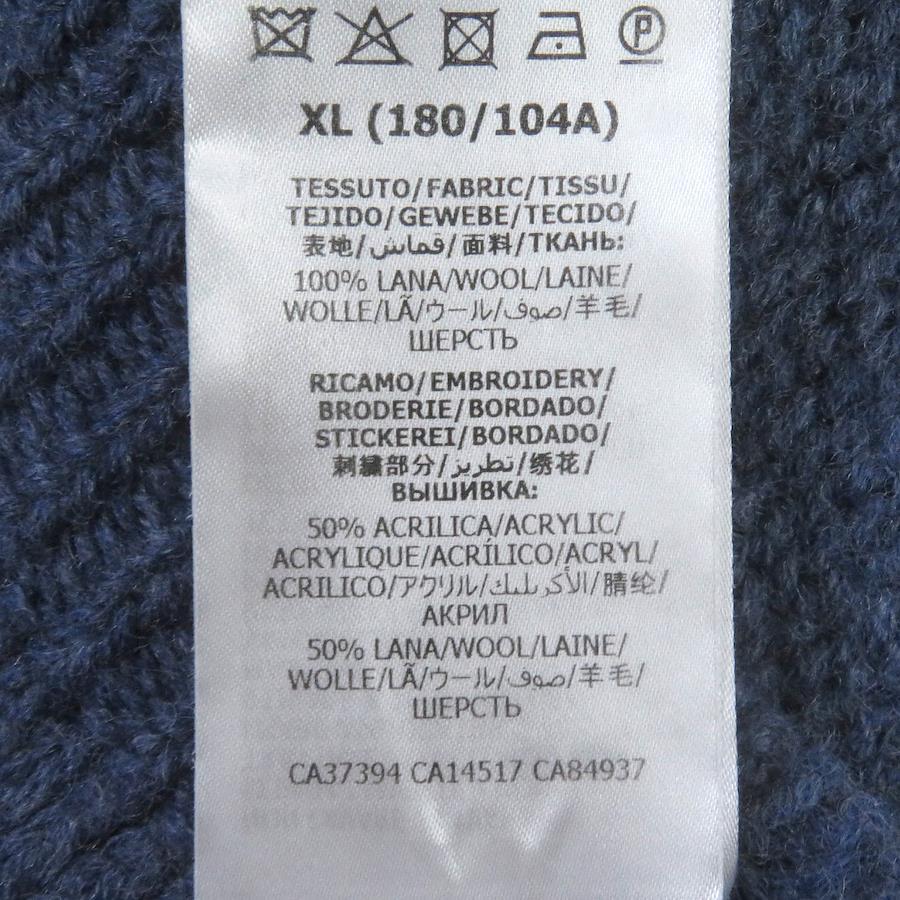 P
XL (180/104A)
TESSUTO/FABRIC/TISSU/
TEJIDO/GEWEBE/TECIDO/
表地/قماش/面料/ТКАНЬ:
100% LANA/WOOL/LAINE/
WOLLE/LÃ/ウール/صوف/羊毛/
ШЕРСТЬ
RICAMO/EMBROIDERY/
BRODERIE/BORDADO/
STICKEREI/BORDADO/
刺繍部分/تطريز/绣花/
ВЫШИВКА:
50% ACRILICA/ACRYLIC/
ACRYLIQUE/ACRÍLICO/ACRYL/
ACRILICO/アクリル/الأكريليك/腈纶/
АКРИЛ
50% LANA/WOOL/LAINE/
WOLLE/LÃ/ウール/صوف/羊毛/
ШЕРСТЬ
CA37394 CA14517 CA84937